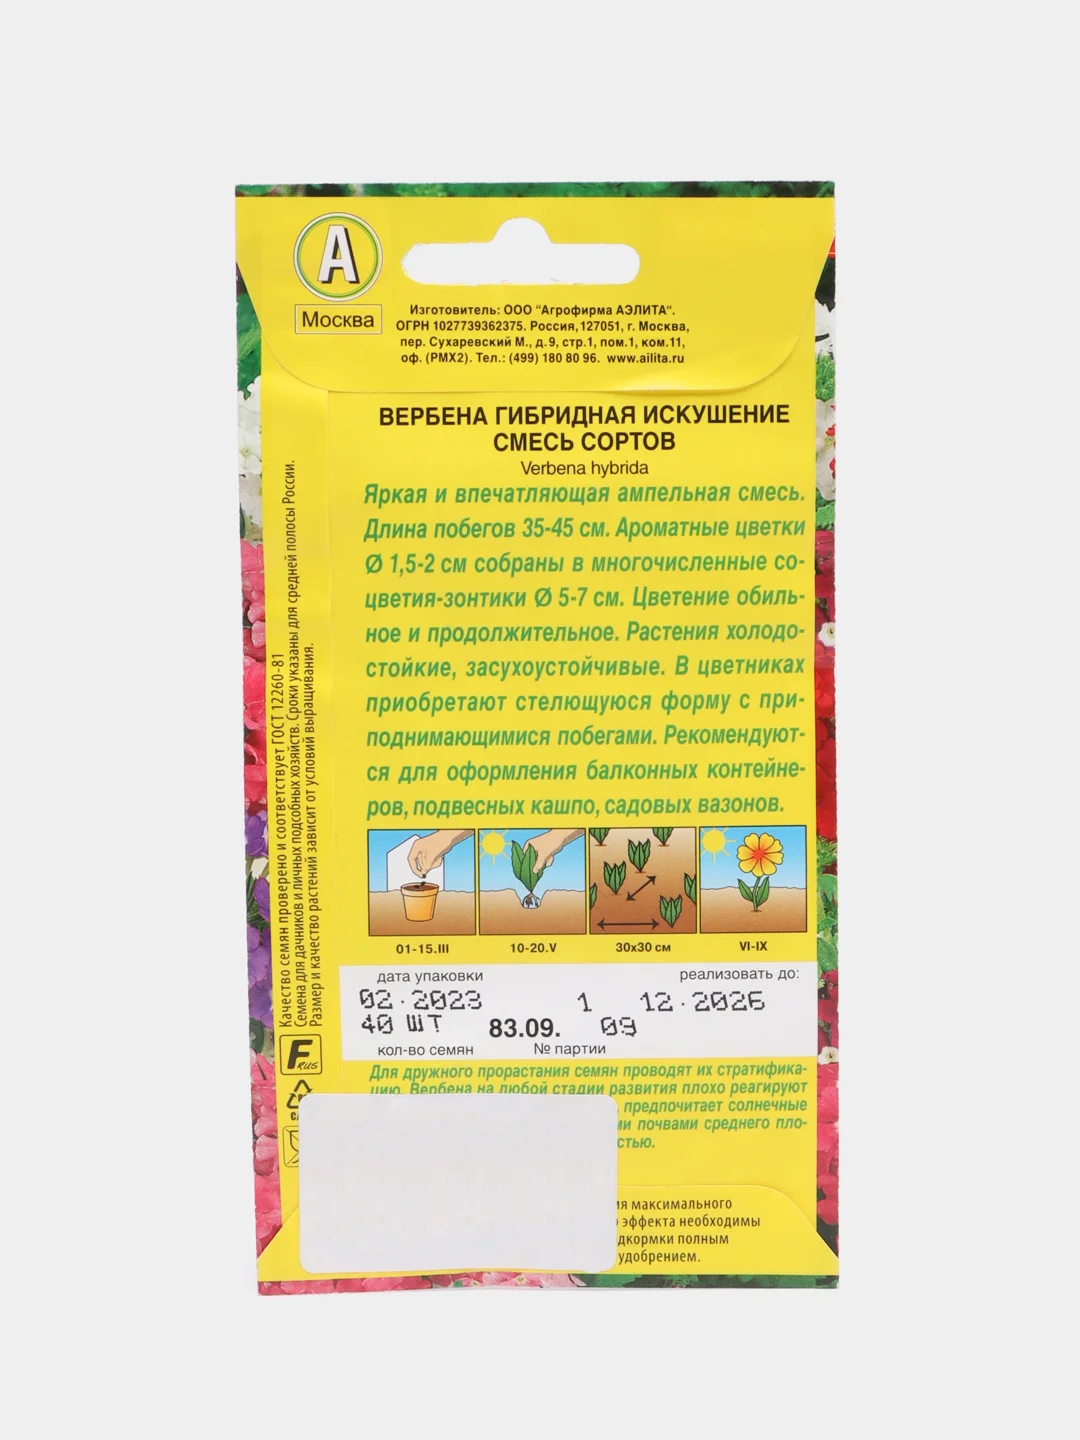 А
Москва
Изготовитель: ООО "Агрофирма АЭЛИТА".
ОГРН 1027739362375. Россия, 127051, г. Москва,
пер. Сухаревский М., д.9, стр.1, пом.1, ком.11,
оф. (РМХ2). Тел.: (499) 180 80 96. www.ailita.ru
ВЕРБЕНА ГИБРИДНАЯ ИСКУШЕНИЕ
СМЕСЬ СОРТОВ
Verbena hybrida
Яркая и впечатляющая ампельная смесь.
Длина побегов 35-45 см. Ароматные цветки
Ø 1,5-2 см собраны в многочисленные со-
цветия-зонтики Ø 5-7 см. Цветение обиль-
ное и продолжительное. Растения холодо-
стойкие, засухоустойчивые. В цветниках
приобретают стелющуюся форму с при-
поднимающимися побегами. Рекомендуют-
ся для оформления балконных контейне-
ров, подвесных кашпо, садовых вазонов.
01-15.III 10-20.V 30х30 см VI-IX
дата упаковки реализовать до:
02.2023 1 12.2026
40 ШТ 83.09. 09
кол-во семян № партии
Для дружного прорастания семян проводят их стратифика-
цию. Вербена на любой стадии развития плохо реагируют
предпочитает солнечные
почвами среднего пло-
максимального
эффекта необходимы
полным
удобрением.
Качество семян проверено и соответствует ГОСТ 12260-81
Семена для дачников и личных подсобных хозяйств. Сроки указаны для средней полосы России.
Размер и качество растений зависит от условий выращивания.
F RUS